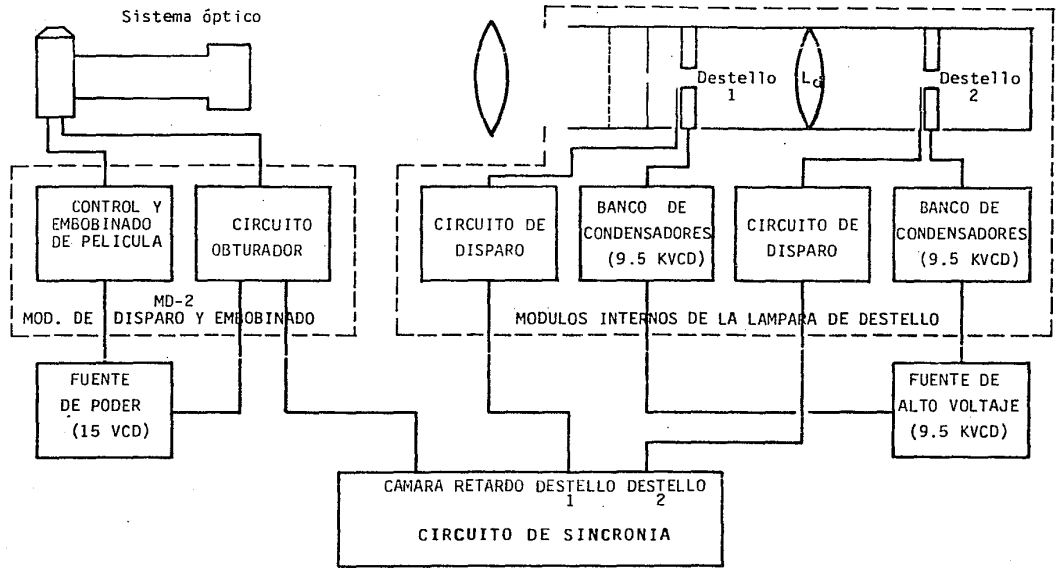 Sistema óptico
Destello
1
L_d
Destello
2
CONTROL Y
EMBOBINADO
DE PELICULA
CIRCUITO
OBTURADOR
MD-2
MOD. DE DISPARO Y EMBOBINADO
CIRCUITO DE
DISPARO
BANCO DE
CONDENSADORES
(9.5 KVCD)
CIRCUITO DE
DISPARO
BANCO DE
CONDENSADORES
(9.5 KVCD)
MODULOS INTERNOS DE LA LAMPARA DE DESTELLO
FUENTE
DE PODER
(15 VCD)
FUENTE DE
ALTO VOLTAJE
(9.5 KVCD)
CAMARA RETARDO DESTELLO DESTELLO
1 2
CIRCUITO DE SINCRONIA